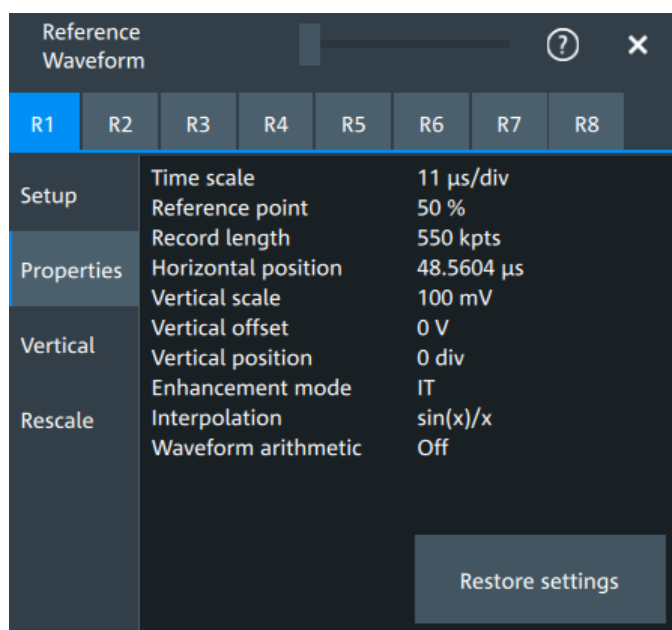 Reference
Waveform
?
R1 R2 R3 R4 R5 R6 R7 R8
Setup
Properties
Vertical
Rescale
Time scale 11 µs/div
Reference point 50 %
Record length 550 kpts
Horizontal position 48.5604 µs
Vertical scale 100 mV
Vertical offset 0 V
Vertical position 0 div
Enhancement mode IT
Interpolation sin(x)/x
Waveform arithmetic Off
Restore settings